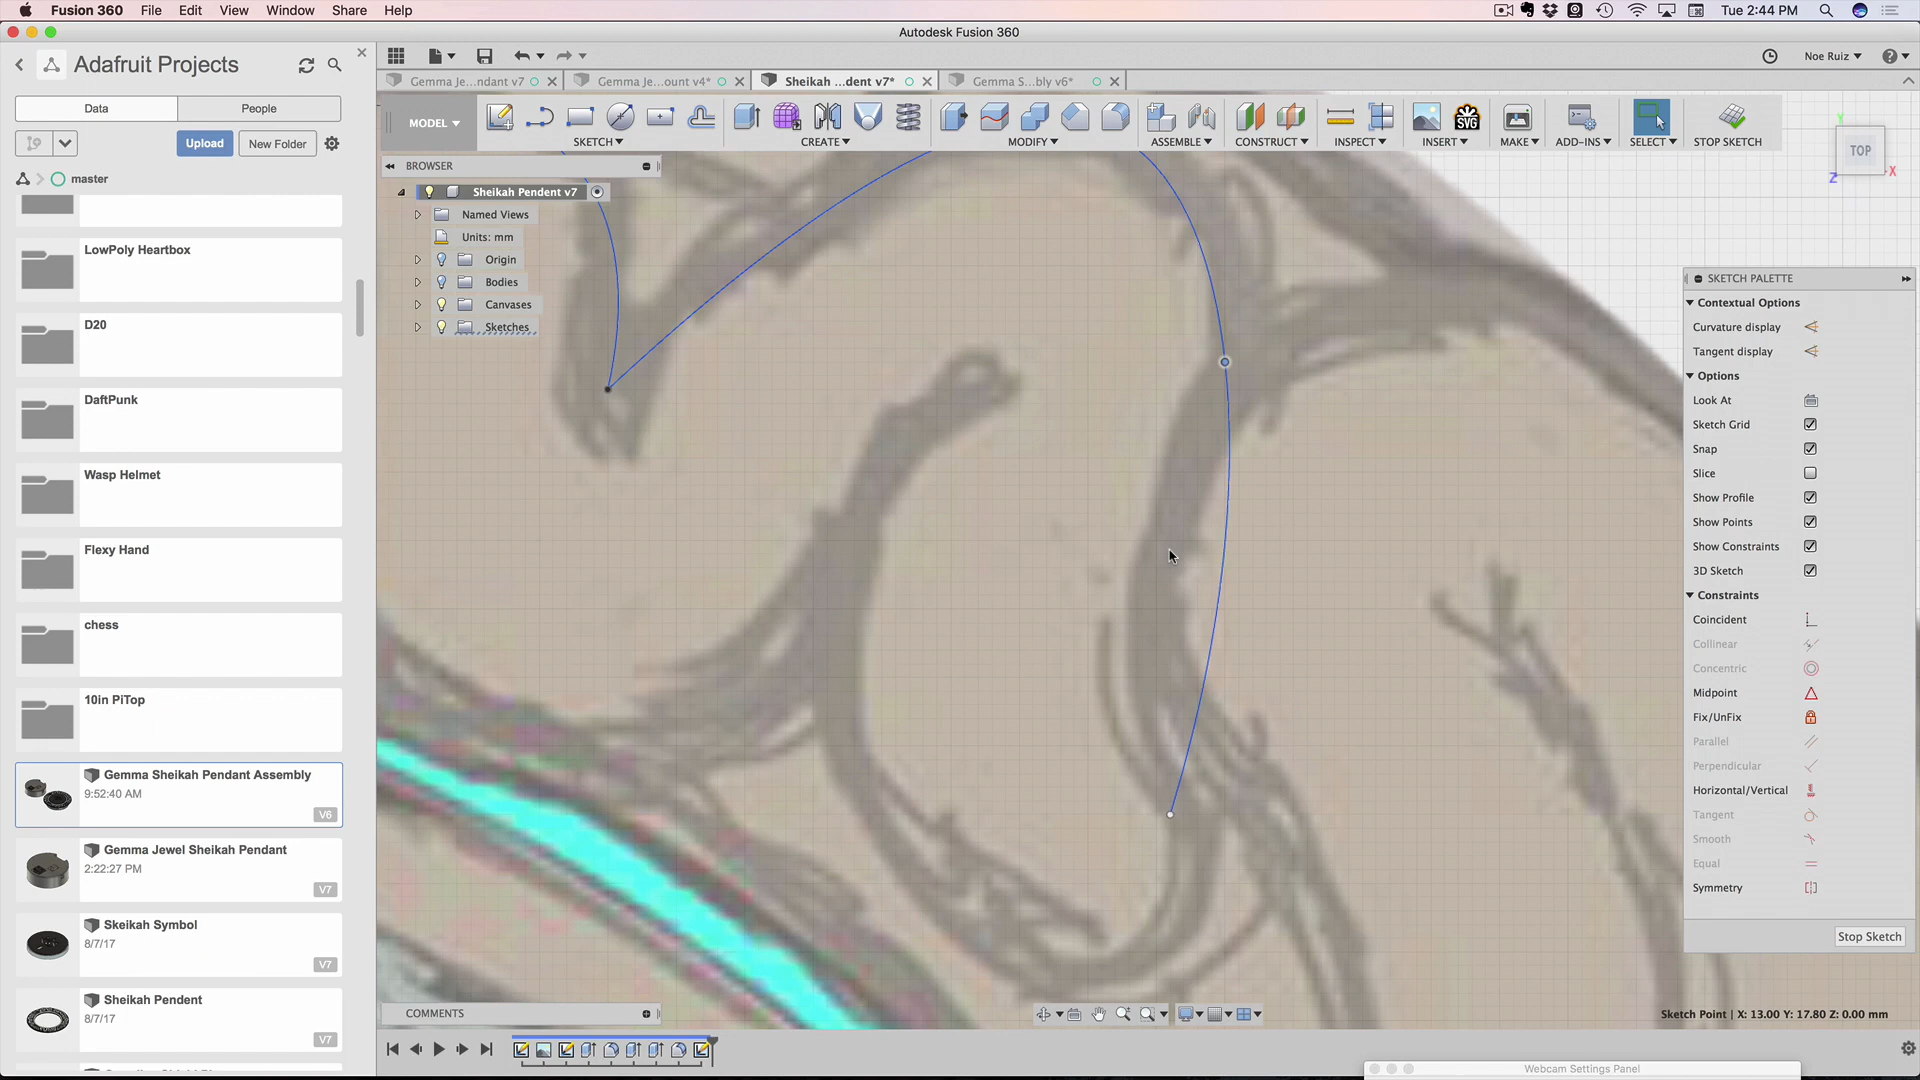 Fusion 360 File Edit View Window Share Help Tue 2:44 PM
Autodesk Fusion 360
Adafruit Projects
Noe Ruiz
Gemma Je...ndant v7 Gemma Je...ount v4* Sheikah ...dent v7* Gemma S...bly v6*
Data People
MODEL
SKETCH CREATE MODIFY ASSEMBLE CONSTRUCT INSPECT INSERT MAKE ADD-INS SELECT STOP SKETCH
SVG
TOP
Y
X
Z
Upload New Folder
master
BROWSER
Sheikah Pendent v7
Named Views
Units: mm
Origin
Bodies
Canvases
Sketches
LowPoly Heartbox
D20
DaftPunk
Wasp Helmet
Flexy Hand
chess
10in PiTop
Gemma Sheikah Pendant Assembly
9:52:40 AM
V6
Gemma Jewel Sheikah Pendant
2:22:27 PM
V7
Skeikah Symbol
8/7/17
V7
Sheikah Pendent
8/7/17
V7
SKETCH PALETTE
Contextual Options
Curvature display
Tangent display
Options
Look At
Sketch Grid
Snap
Slice
Show Profile
Show Points
Show Constraints
3D Sketch
Constraints
Coincident
Collinear
Concentric
Midpoint
Fix/UnFix
Parallel
Perpendicular
Horizontal/Vertical
Tangent
Smooth
Equal
Symmetry
Stop Sketch
COMMENTS
Sketch Point | X: 13.00 Y: 17.80 Z: 0.00 mm
Webcam Settings Panel